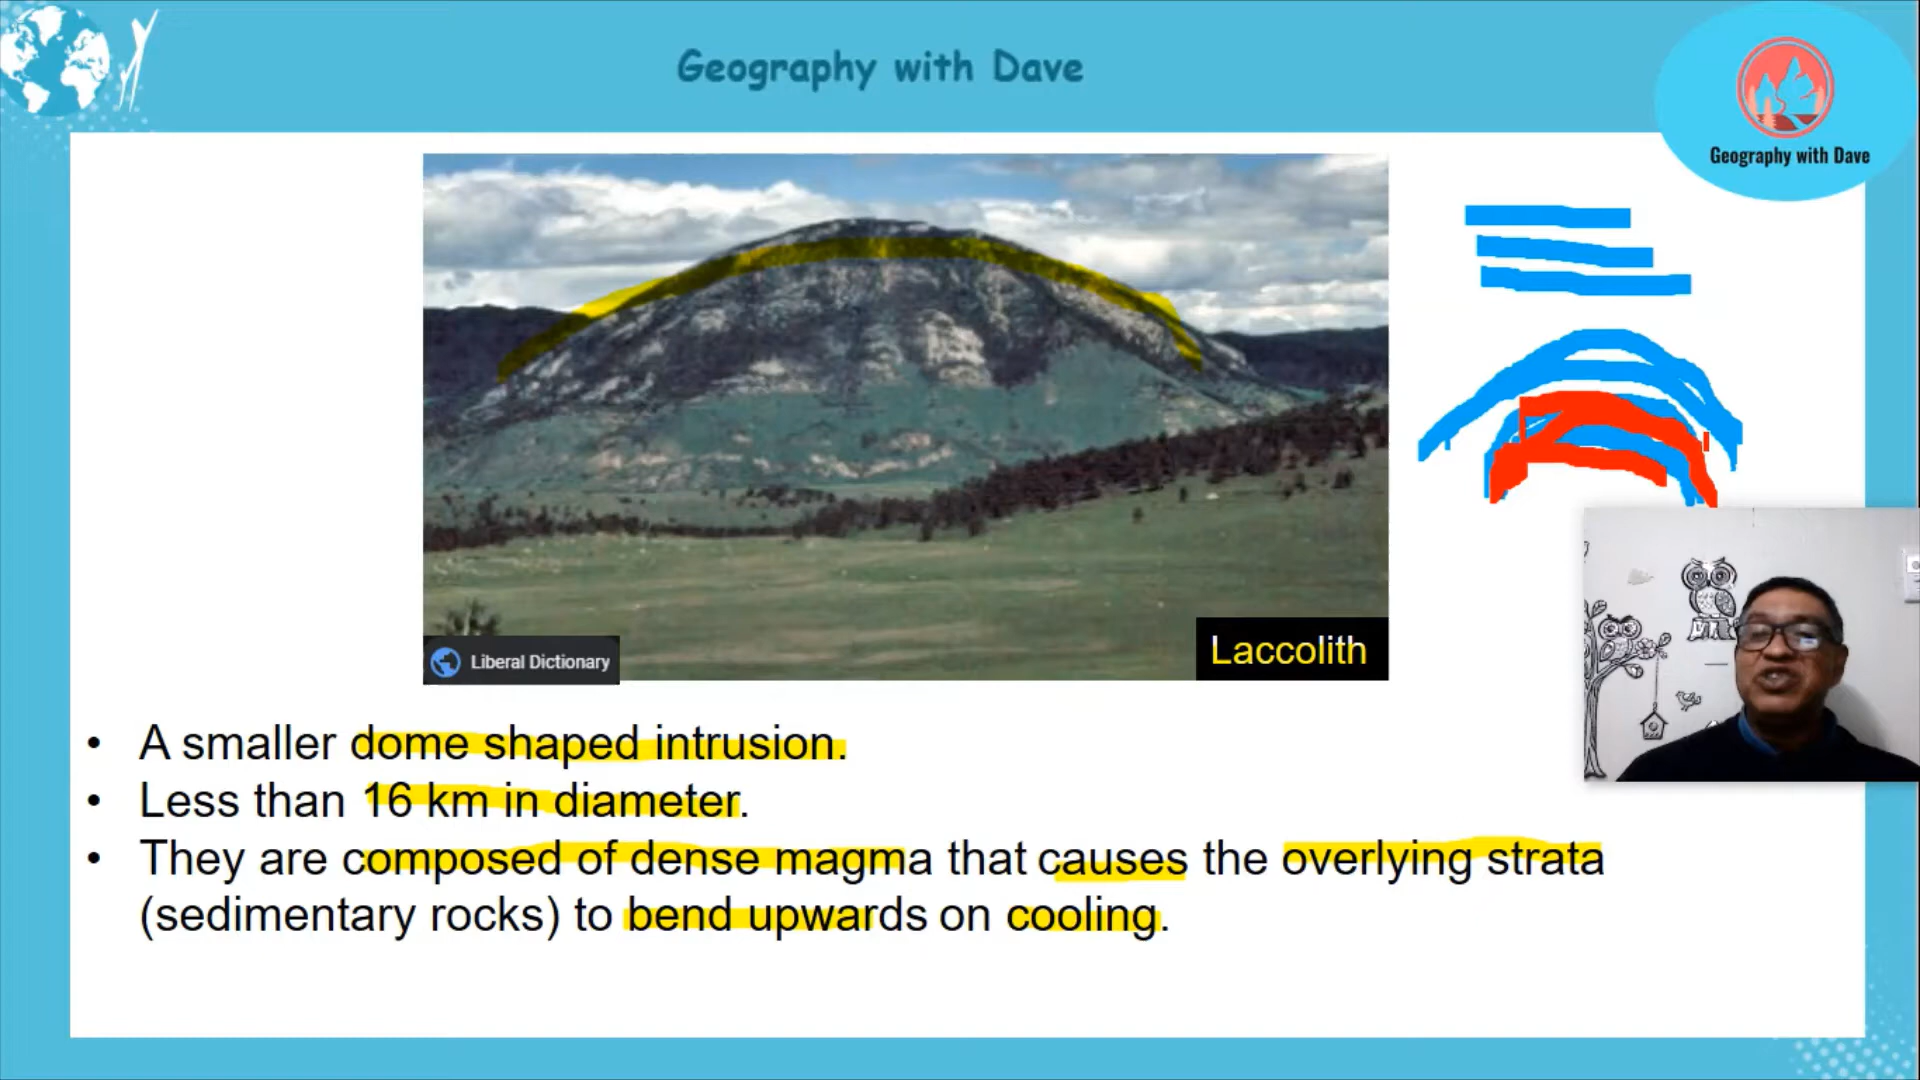 Geography with Dave
Geography with Dave
Liberal Dictionary
Laccolith
• A smaller dome shaped intrusion.
• Less than 16 km in diameter.
• They are composed of dense magma that causes the overlying strata
(sedimentary rocks) to bend upwards on cooling.